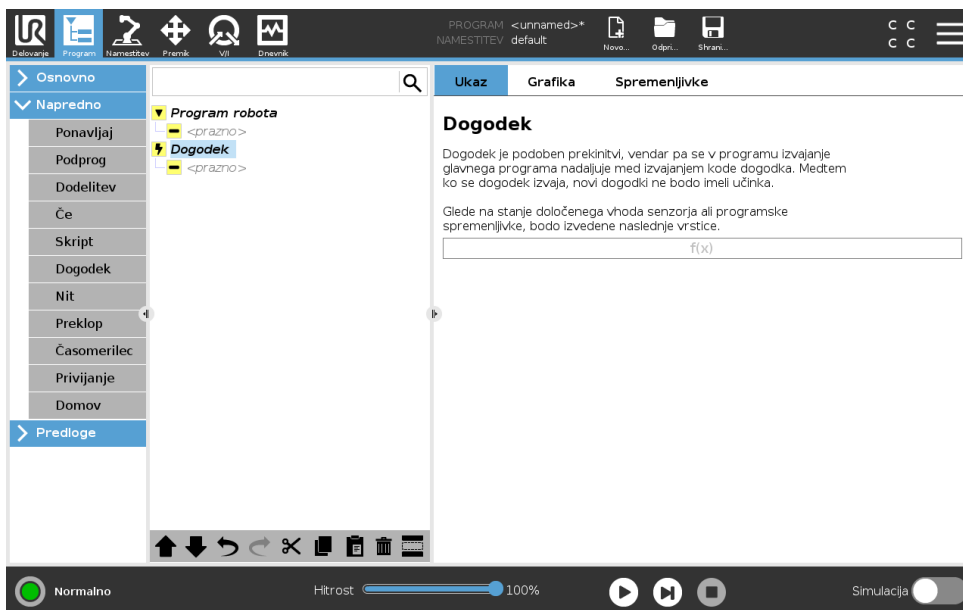 UR
PROGRAM <unnamed>*
NAMESTITEV default
Delovanje Program Namestitev Premik V/I Dnevnik Novo... Odpri... Shrani...
C C
C C
Osnovno
Napredno
Ponavljaj
Podprog
Dodelitev
Če
Skript
Dogodek
Nit
Preklop
Časomerilec
Privijanje
Domov
Predloge
Program robota
<prazno>
Dogodek
<prazno>
Ukaz Grafika Spremenljivke
Dogodek
Dogodek je podoben prekinitvi, vendar pa se v programu izvajanje
glavnega programa nadaljuje med izvajanjem kode dogodka. Medtem
ko se dogodek izvaja, novi dogodki ne bodo imeli učinka.
Glede na stanje določenega vhoda senzorja ali programske
spremenljivke, bodo izvedene naslednje vrstice.
f(x)
Normalno
Hitrost 100%
Simulacija